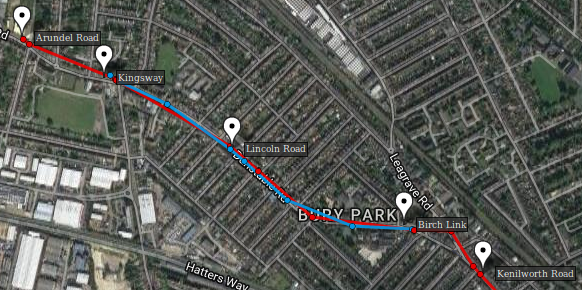 Arundel Road
Kingsway
Lincoln Road
Leagrave Rd
BURY PARK
Birch Link
Hatters Way
Kenilworth Road